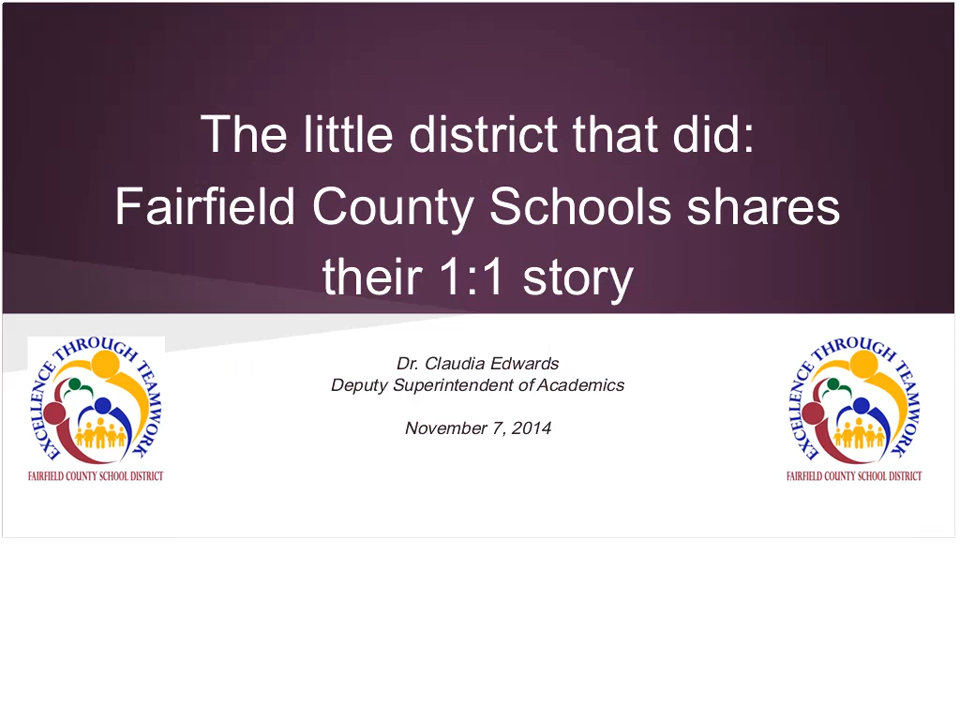 The little district that did:
Fairfield County Schools shares
their 1:1 story
EXCELLENCE THROUGH TEAMWORK
FAIRFIELD COUNTY SCHOOL DISTRICT
Dr. Claudia Edwards
Deputy Superintendent of Academics
November 7, 2014
EXCELLENCE THROUGH TEAMWORK
FAIRFIELD COUNTY SCHOOL DISTRICT